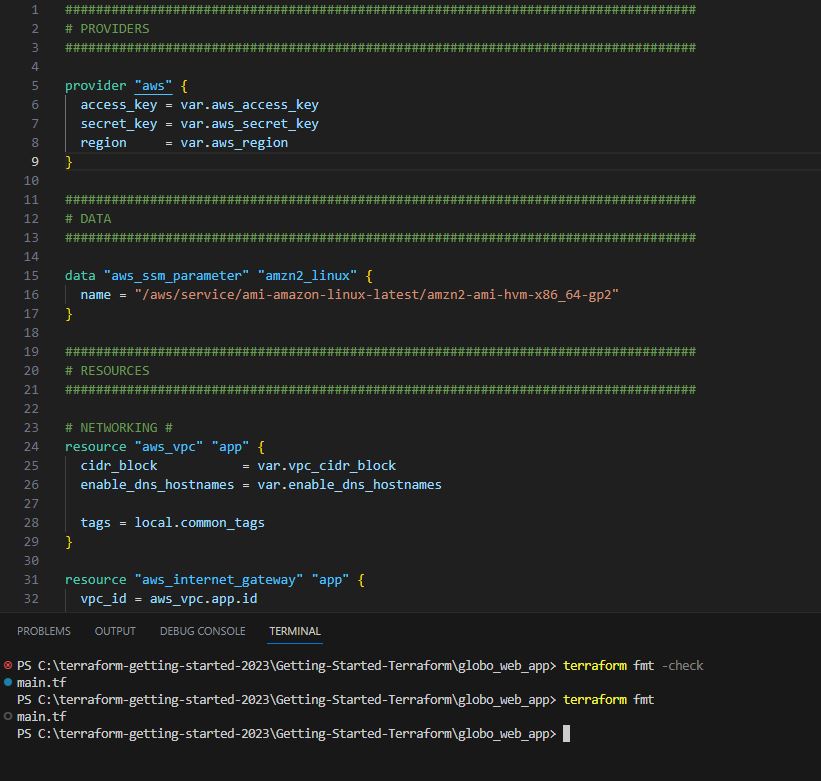 1 ##################################################################################
2 # PROVIDERS
3 ##################################################################################
4
5 provider "aws" {
6   access_key = var.aws_access_key
7   secret_key = var.aws_secret_key
8   region     = var.aws_region
9 }
10
11 ##################################################################################
12 # DATA
13 ##################################################################################
14
15 data "aws_ssm_parameter" "amzn2_linux" {
16   name = "/aws/service/ami-amazon-linux-latest/amzn2-ami-hvm-x86_64-gp2"
17 }
18
19 ##################################################################################
20 # RESOURCES
21 ##################################################################################
22
23 # NETWORKING #
24 resource "aws_vpc" "app" {
25   cidr_block           = var.vpc_cidr_block
26   enable_dns_hostnames = var.enable_dns_hostnames
27
28   tags = local.common_tags
29 }
30
31 resource "aws_internet_gateway" "app" {
32   vpc_id = aws_vpc.app.id
PROBLEMS OUTPUT DEBUG CONSOLE TERMINAL
PS C:\terraform-getting-started-2023\Getting-Started-Terraform\globo_web_app> terraform fmt -check
main.tf
PS C:\terraform-getting-started-2023\Getting-Started-Terraform\globo_web_app> terraform fmt
main.tf
PS C:\terraform-getting-started-2023\Getting-Started-Terraform\globo_web_app>